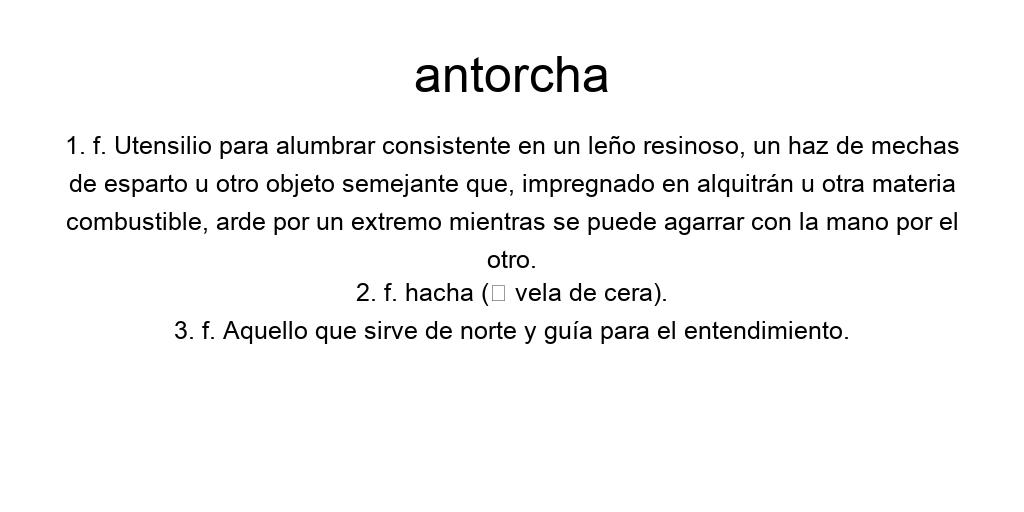 antorcha
1. f. Utensilio para alumbrar consistente en un leño resinoso, un haz de mechas
de esparto u otro objeto semejante que, impregnado en alquitrán u otra materia
combustible, arde por un extremo mientras se puede agarrar con la mano por el
otro.
2. f. hacha (□ vela de cera).
3. f. Aquello que sirve de norte y guía para el entendimiento.